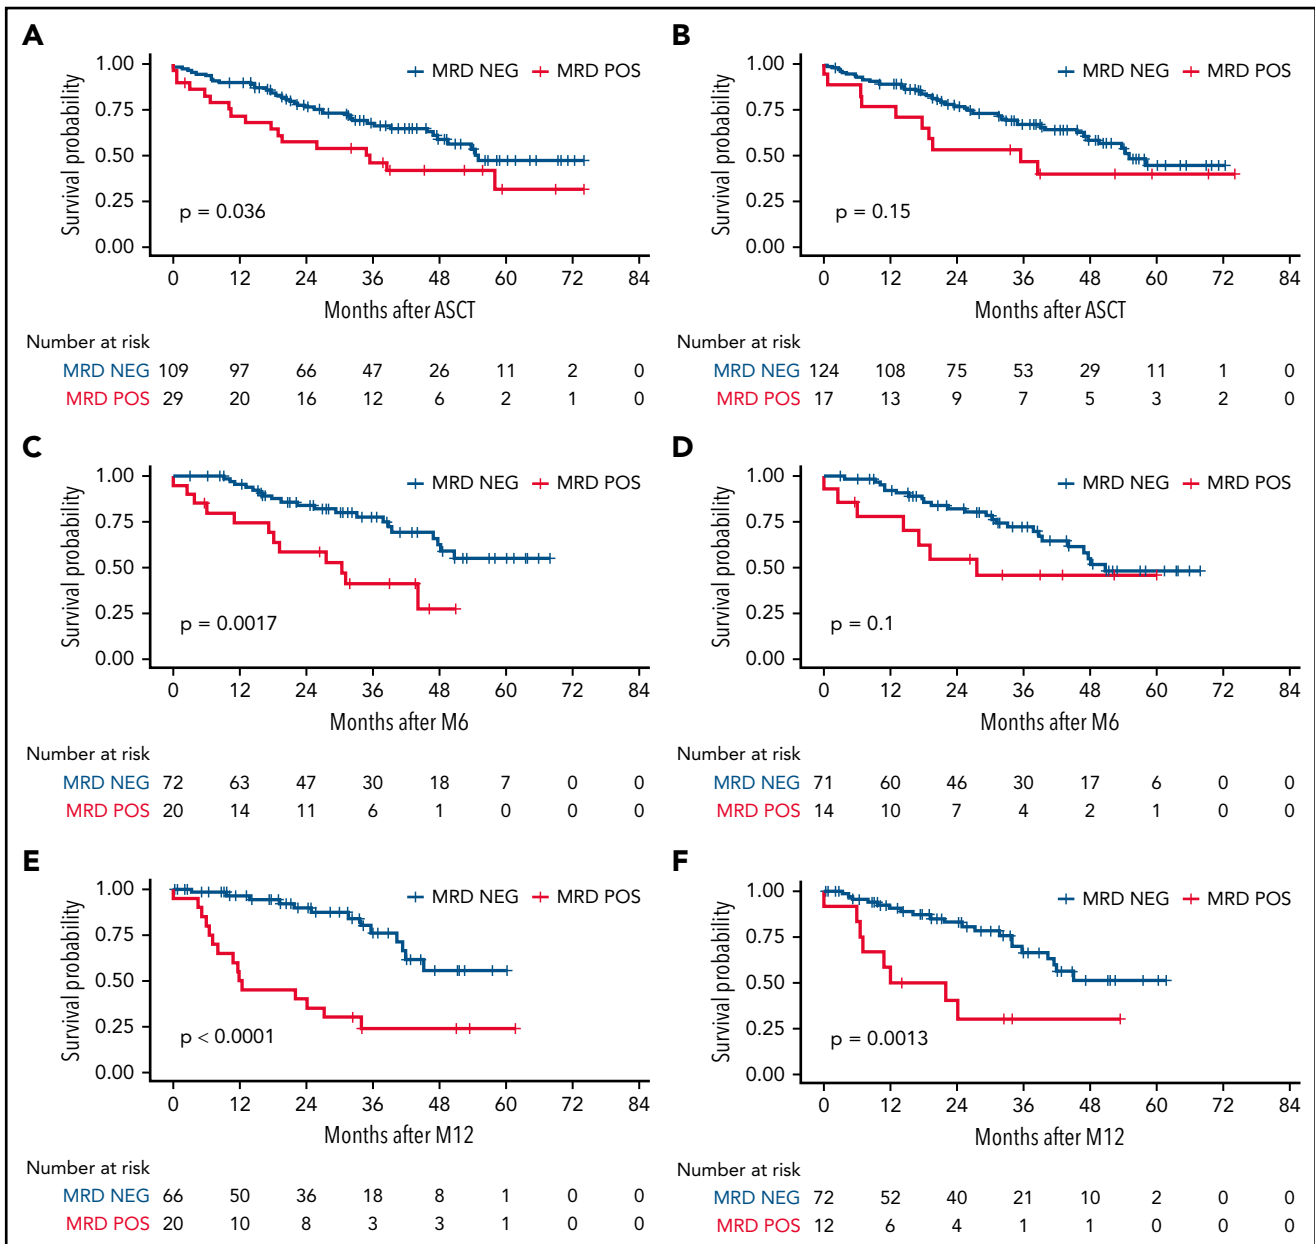 A
Survival probability
1.00
0.75
0.50
0.25
0.00
MRD NEG MRD POS
p = 0.036
0 12 24 36 48 60 72 84
Months after ASCT
Number at risk
MRD NEG 109 97 66 47 26 11 2 0
MRD POS 29 20 16 12 6 2 1 0
B
Survival probability
1.00
0.75
0.50
0.25
0.00
MRD NEG MRD POS
p = 0.15
0 12 24 36 48 60 72 84
Months after ASCT
Number at risk
MRD NEG 124 108 75 53 29 11 1 0
MRD POS 17 13 9 7 5 3 2 0
C
Survival probability
1.00
0.75
0.50
0.25
0.00
MRD NEG MRD POS
p = 0.0017
0 12 24 36 48 60 72 84
Months after M6
Number at risk
MRD NEG 72 63 47 30 18 7 0 0
MRD POS 20 14 11 6 1 0 0 0
D
Survival probability
1.00
0.75
0.50
0.25
0.00
MRD NEG MRD POS
p = 0.1
0 12 24 36 48 60 72 84
Months after M6
Number at risk
MRD NEG 71 60 46 30 17 6 0 0
MRD POS 14 10 7 4 2 1 0 0
E
Survival probability
1.00
0.75
0.50
0.25
0.00
MRD NEG MRD POS
p < 0.0001
0 12 24 36 48 60 72 84
Months after M12
Number at risk
MRD NEG 66 50 36 18 8 1 0 0
MRD POS 20 10 8 3 3 1 0 0
F
Survival probability
1.00
0.75
0.50
0.25
0.00
MRD NEG MRD POS
p = 0.0013
0 12 24 36 48 60 72 84
Months after M12
Number at risk
MRD NEG 72 52 40 21 10 2 0 0
MRD POS 12 6 4 1 1 0 0 0